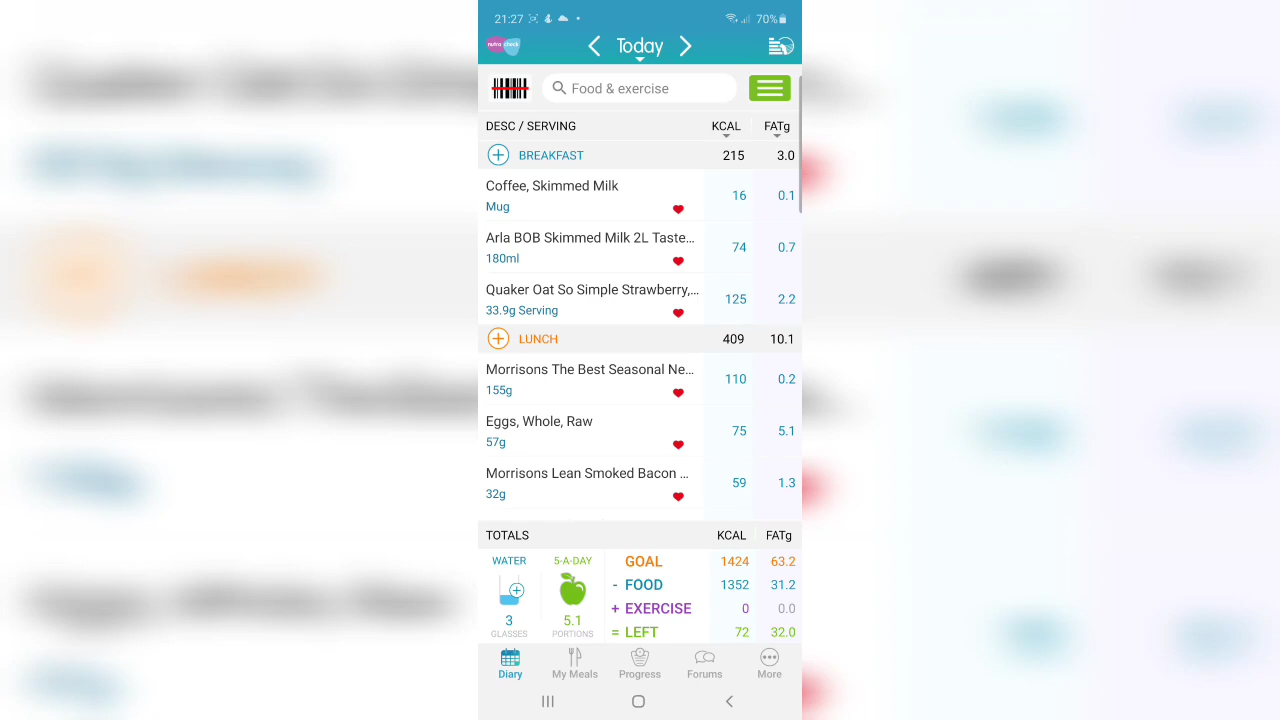 21:27
70%
nutra check
Today
Food & exercise
DESC / SERVING KCAL FATg
BREAKFAST 215 3.0
Coffee, Skimmed Milk
Mug
16 0.1
Arla BOB Skimmed Milk 2L Taste...
180ml
74 0.7
Quaker Oat So Simple Strawberry,...
33.9g Serving
125 2.2
LUNCH 409 10.1
Morrisons The Best Seasonal Ne...
155g
110 0.2
Eggs, Whole, Raw
57g
75 5.1
Morrisons Lean Smoked Bacon ...
32g
59 1.3
TOTALS KCAL FATg
WATER 5-A-DAY
3 5.1
GLASSES PORTIONS
GOAL 1424 63.2
- FOOD 1352 31.2
+ EXERCISE 0 0.0
= LEFT 72 32.0
Diary My Meals Progress Forums More